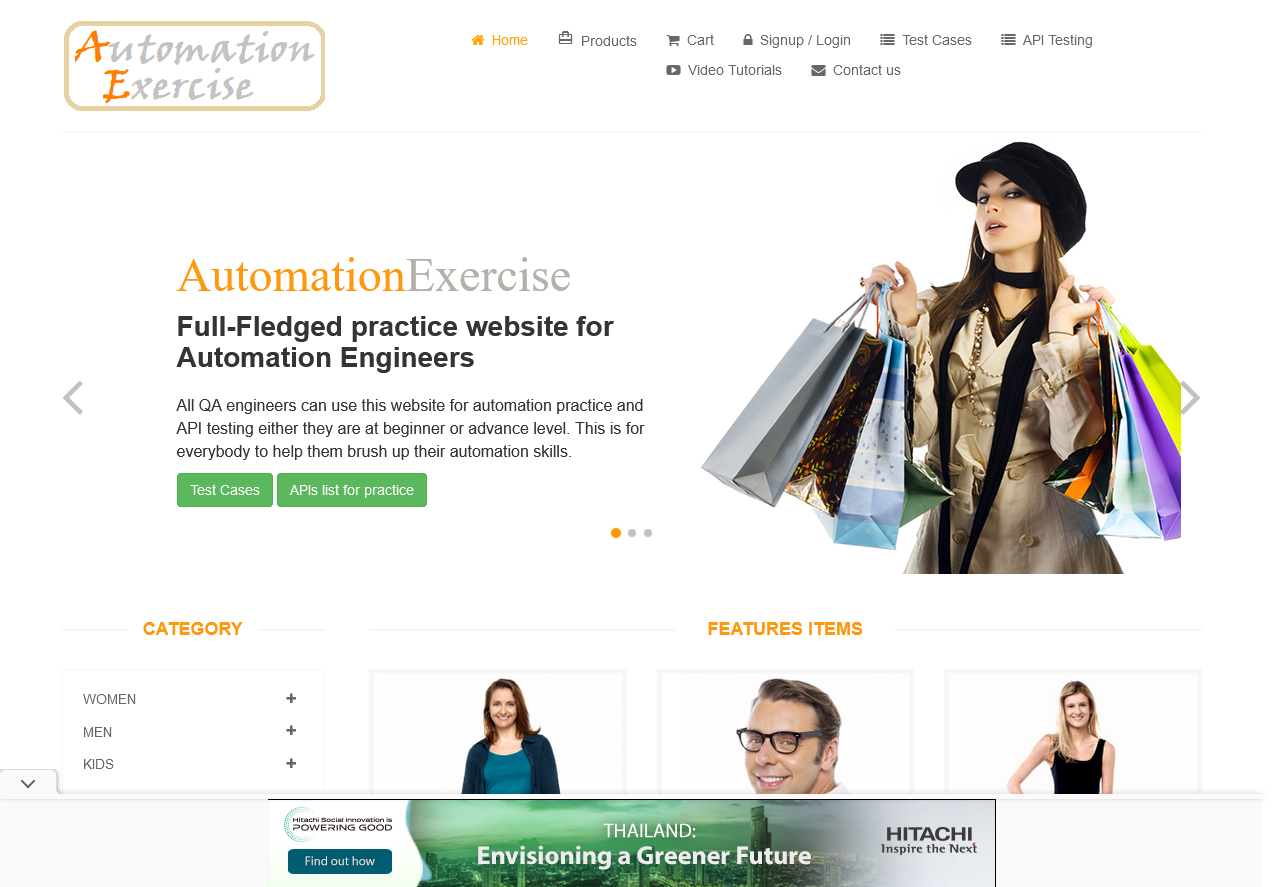 Automation
Exercise
Home Products Cart Signup / Login Test Cases API Testing
Video Tutorials Contact us
AutomationExercise
Full-Fledged practice website for
Automation Engineers
All QA engineers can use this website for automation practice and
API testing either they are at beginner or advance level. This is for
everybody to help them brush up their automation skills.
Test Cases APIs list for practice
CATEGORY
FEATURES ITEMS
WOMEN
MEN
KIDS
Hitachi Social Innovation is
POWERING GOOD
Find out how
THAILAND:
Envisioning a Greener Future
HITACHI
Inspire the Next